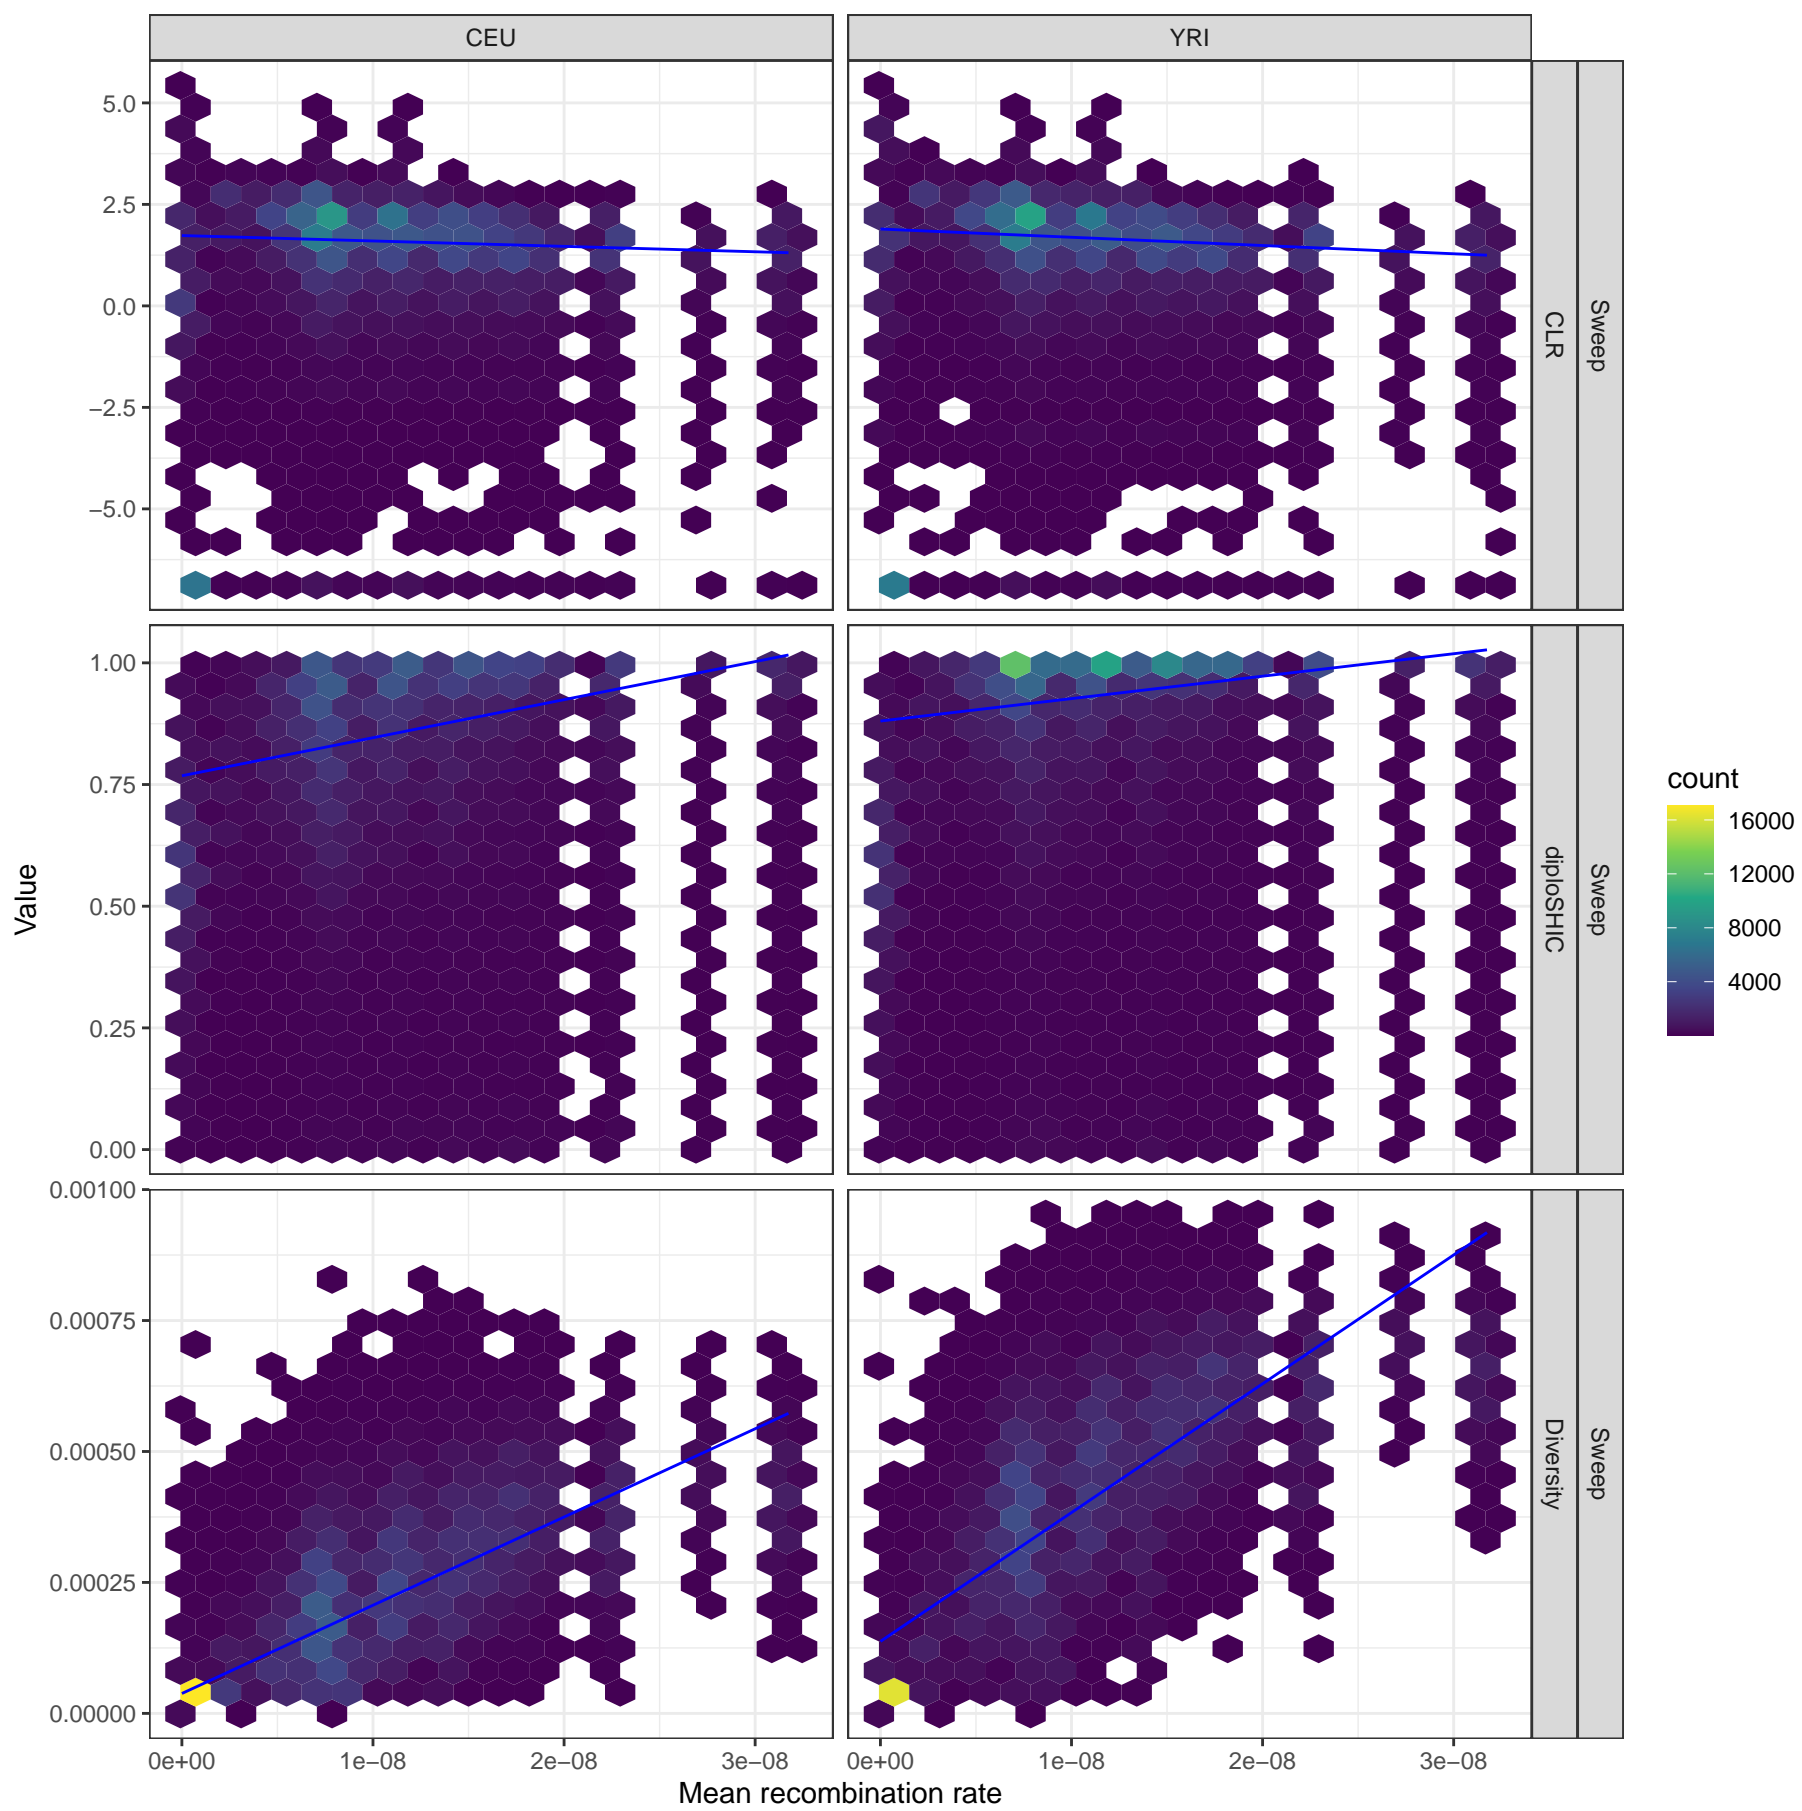 CEU
YRI
5.0
2.5
0.0
−2.5
−5.0
CLR
Sweep
1.00
0.75
0.50
0.25
0.00
diploSHIC
Sweep
0.00100
0.00075
0.00050
0.00025
0.00000
Diversity
Sweep
0e+00
1e−08
2e−08
3e−08
0e+00
1e−08
2e−08
3e−08
Mean recombination rate
Value
count
16000
12000
8000
4000